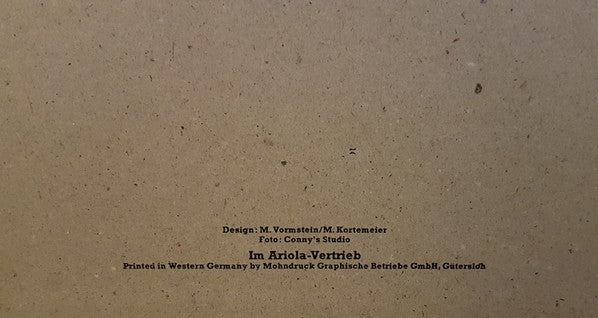 Design: M. Vormstein/M. Kortemeier
Foto: Conny's Studio
Im Ariola-Vertrieb
Printed in Western Germany by Mohndruck Graphische Betriebe GmbH, Gütersloh